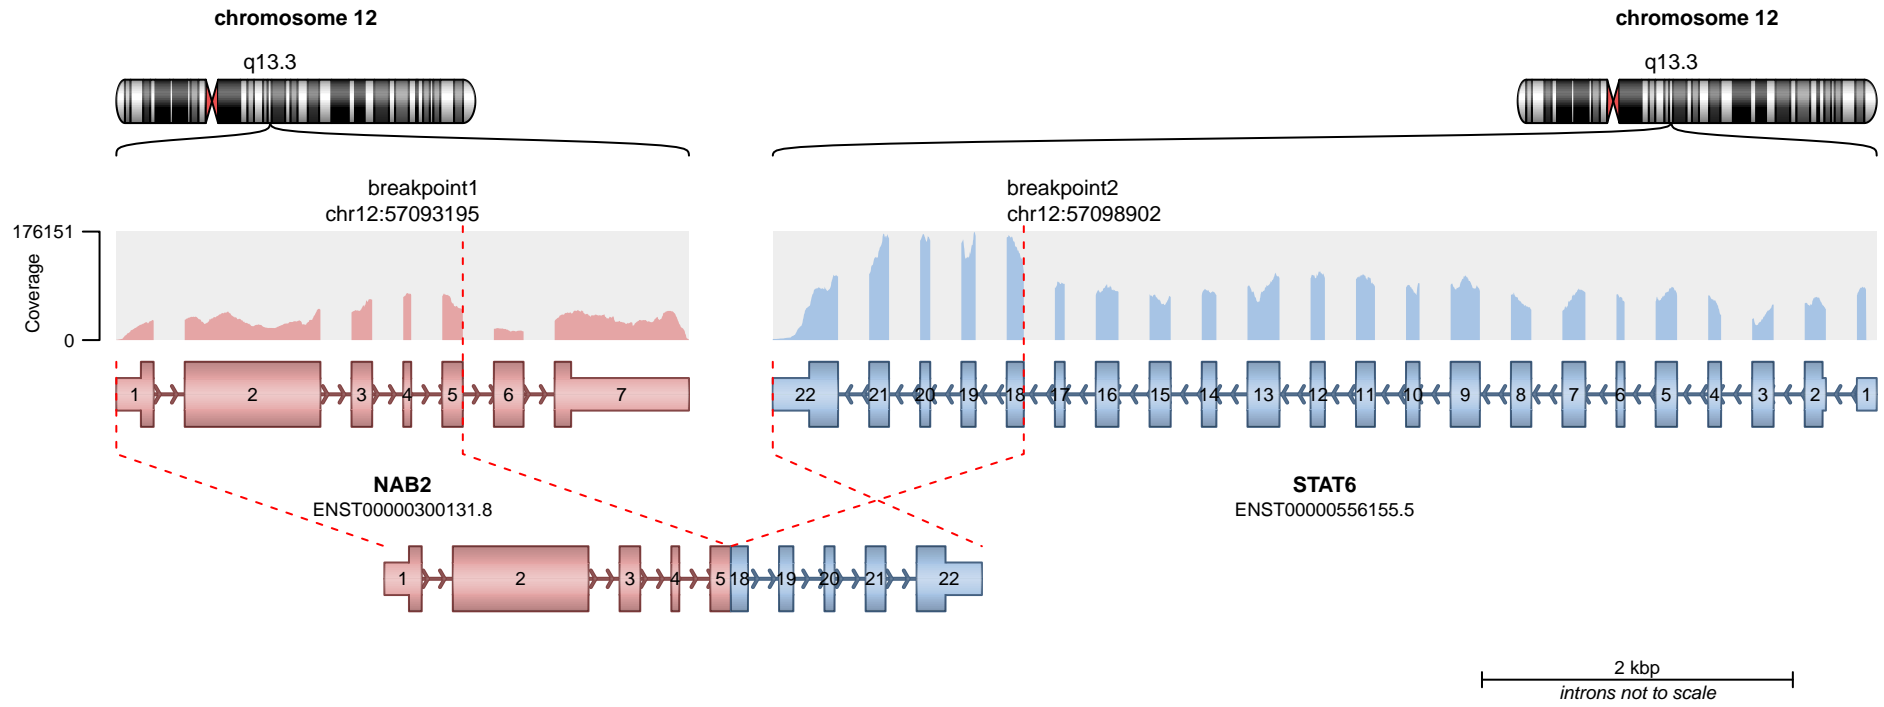 chromosome 12
chromosome 12
q13.3
q13.3
breakpoint1
chr12:57093195
breakpoint2
chr12:57098902
176151
Coverage
0
1 2 3 4 5 6 7
22 21 20 19 18 17 16 15 14 13 12 11 10 9 8 7 6 5 4 3 2 1
NAB2
ENST00000300131.8
STAT6
ENST00000556155.5
1 2 3 4 5 18 19 20 21 22
2 kbp
introns not to scale